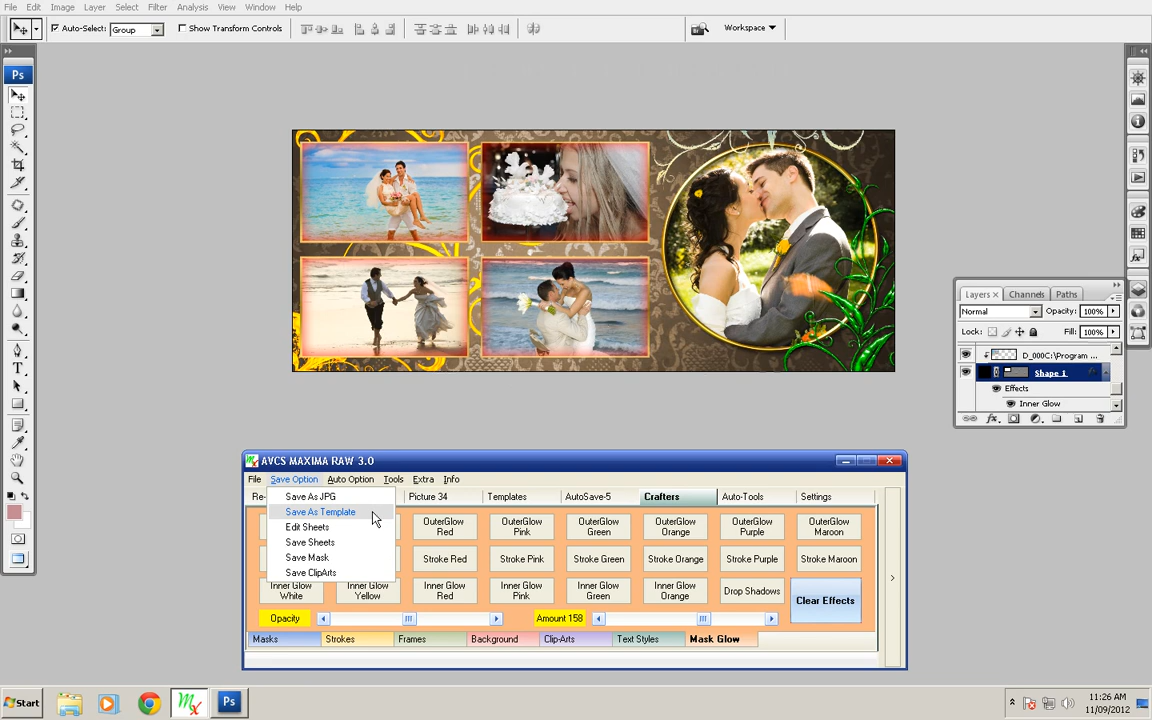 File Edit Image Layer Select Filter Analysis View Window Help
Auto-Select: Group Show Transform Controls Workspace
Ps
Layers × Channels Paths
Normal Opacity: 100%
Lock: Fill: 100%
D_000C:\Program ...
Shape 1
Effects
Inner Glow
AVCS MAXIMA RAW 3.0
File Save Option Auto Option Tools Extra Info
Re- Picture 34 Templates AutoSave-5 Crafters Auto-Tools Settings
Save As JPG
Save As Template
Edit Sheets
Save Sheets
Save Mask
Save ClipArts
OuterGlow Red
OuterGlow Pink
OuterGlow Green
OuterGlow Orange
OuterGlow Purple
OuterGlow Maroon
Stroke Red Stroke Pink Stroke Green Stroke Orange Stroke Purple Stroke Maroon
Inner Glow White
Inner Glow Yellow
Inner Glow Red
Inner Glow Pink
Inner Glow Green
Inner Glow Orange
Drop Shadows
Clear Effects
Opacity Amount 158
Masks Strokes Frames Background Clip-Arts Text Styles Mask Glow
Start Ps
11:26 AM
11/09/2012